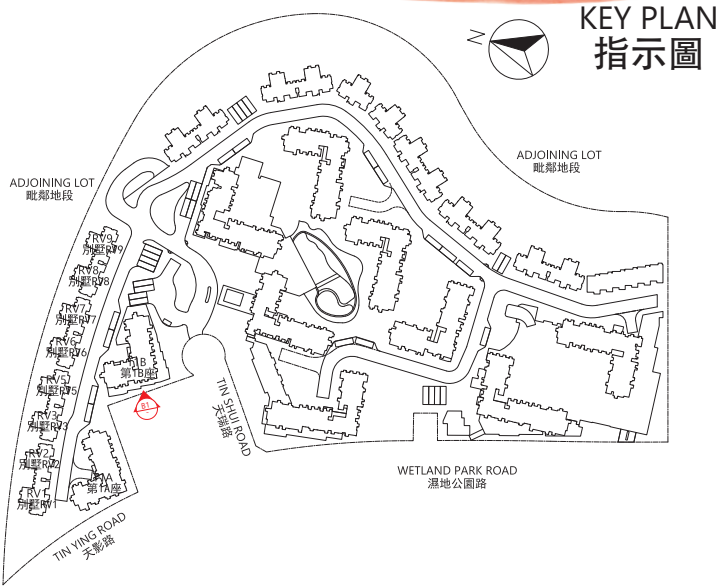 KEY PLAN
指示圖
N
ADJOINING LOT
毗鄰地段
ADJOINING LOT
毗鄰地段
RV9
別墅RV9
RV8
別墅RV8
RV7
別墅RV7
RV6
別墅RV6
RV5
別墅RV5
RV3
別墅RV3
RV2
別墅RV2
RV1
別墅RV1
第1B座
B1
第1A座
TIN SHUI ROAD
天瑞路
WETLAND PARK ROAD
濕地公園路
TIN YING ROAD
天影路